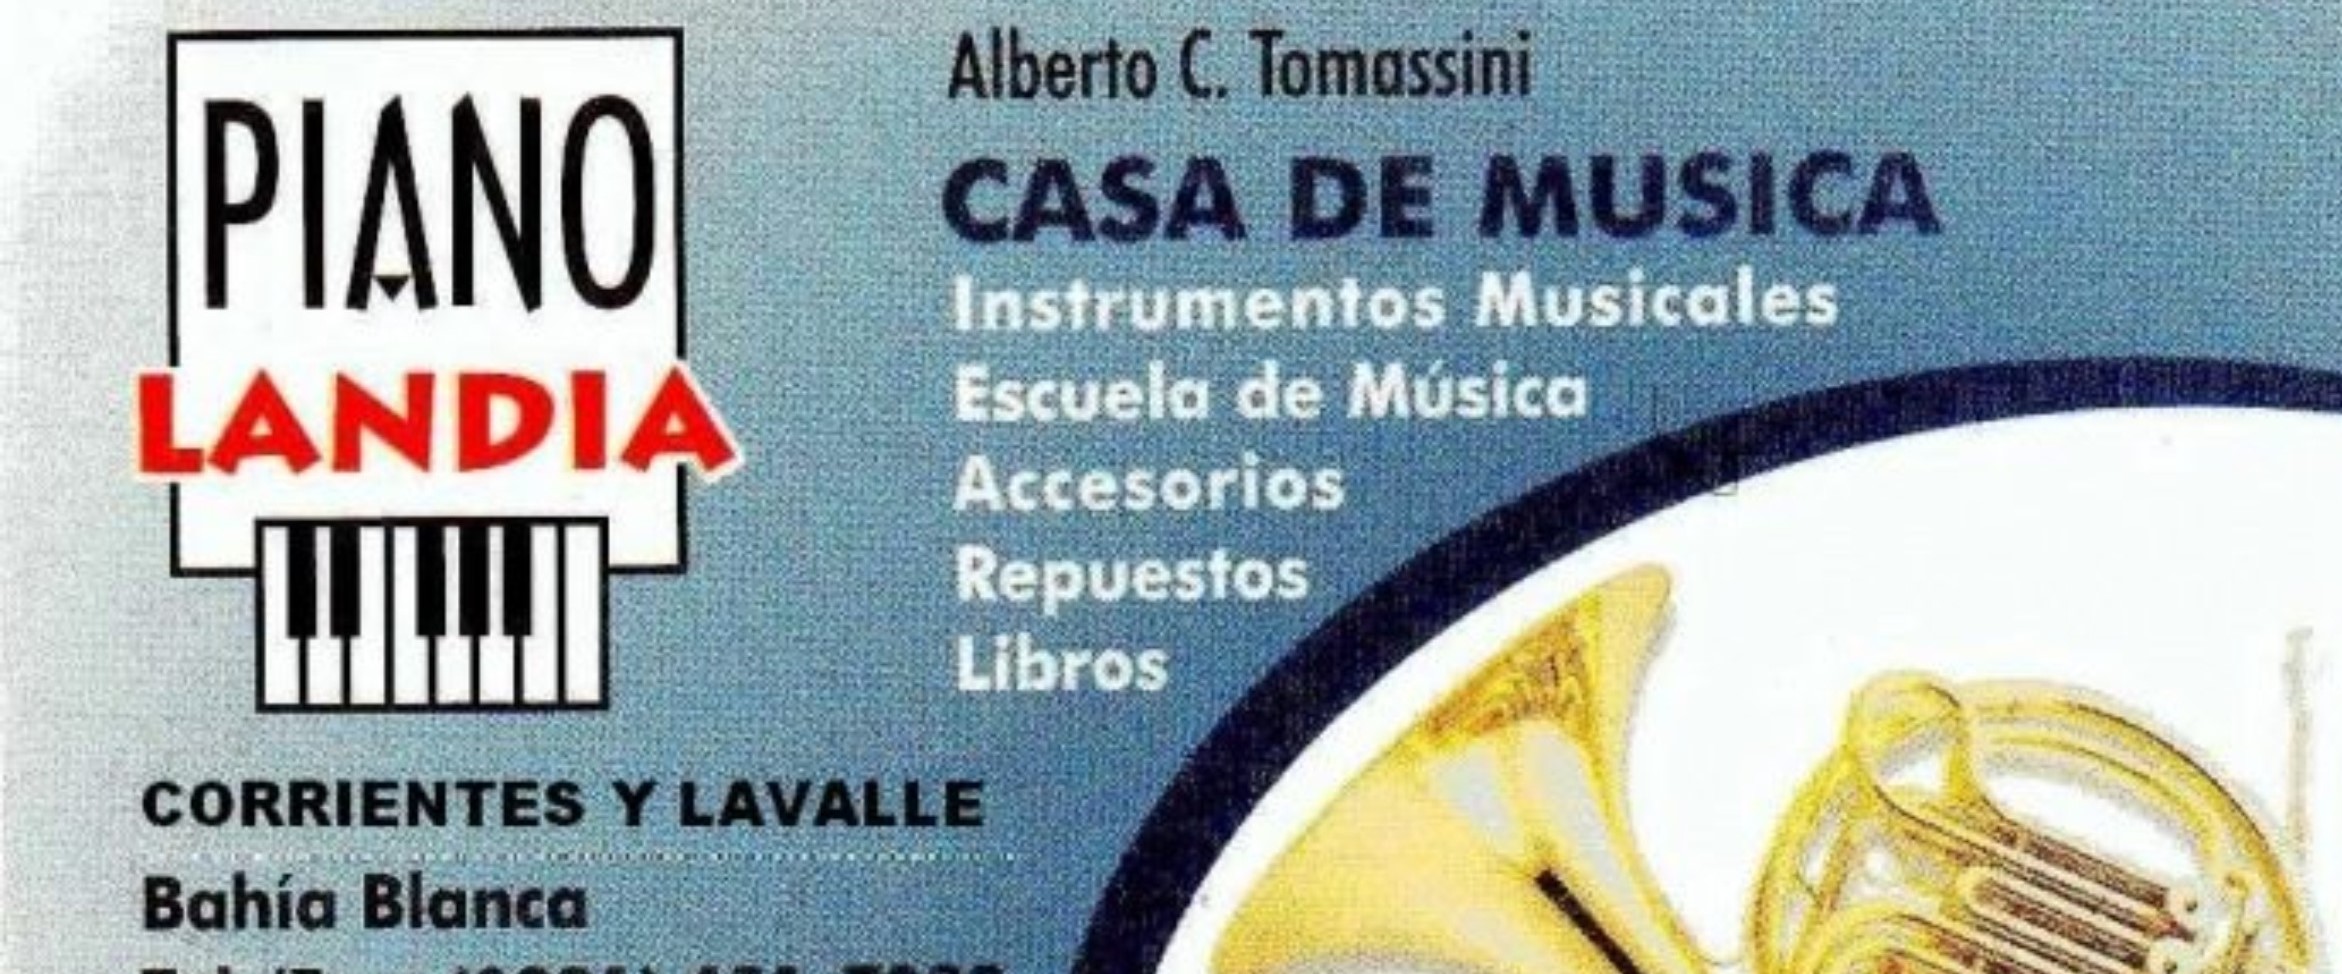 PIANO
LANDIA
Alberto C. Tomassini
CASA DE MUSICA
Instrumentos Musicales
Escuela de Música
Accesorios
Repuestos
Libros
CORRIENTES Y LAVALLE
Bahía Blanca